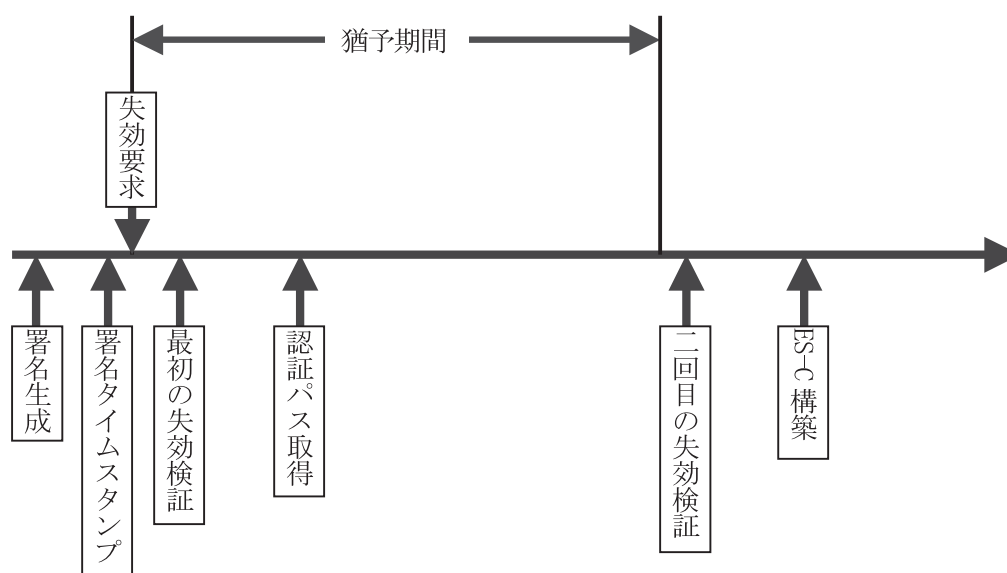 猶予期間
失効要求
署名生成
署名タイムスタンプ
最初の失効検証
認証パス取得
二回目の失効検証
ES-C 構築